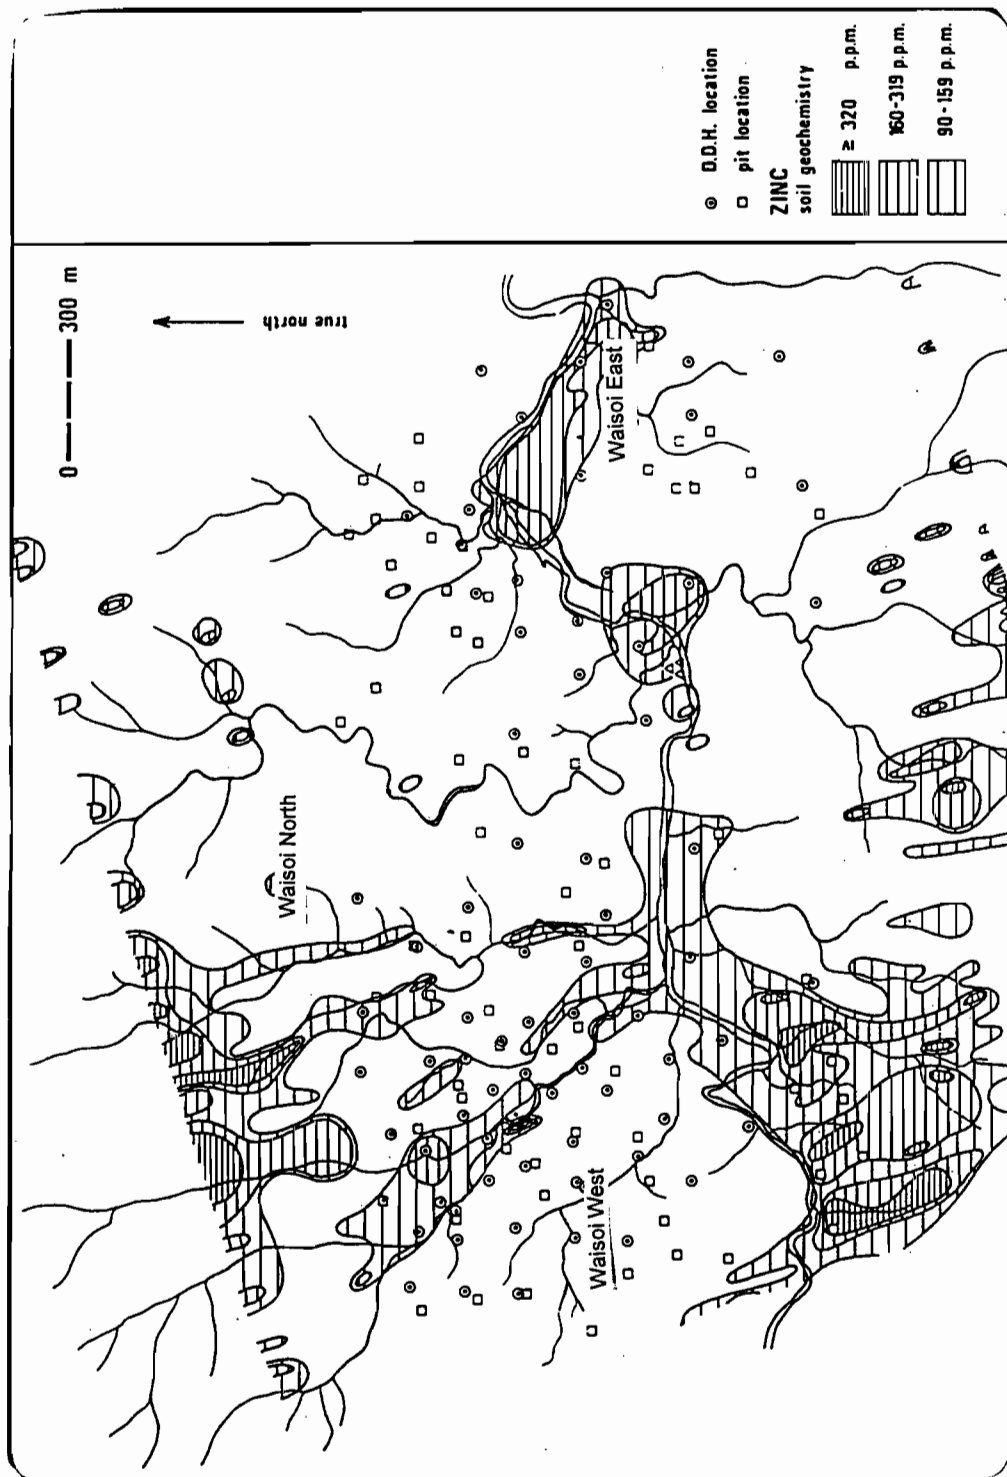 0 300 m
true north
Waisoi North
Waisoi East
Waisoi West
D.D.H. location
pit location
ZINC
soil geochemistry
≥ 320 p.p.m.
160-319 p.p.m.
90-159 p.p.m.